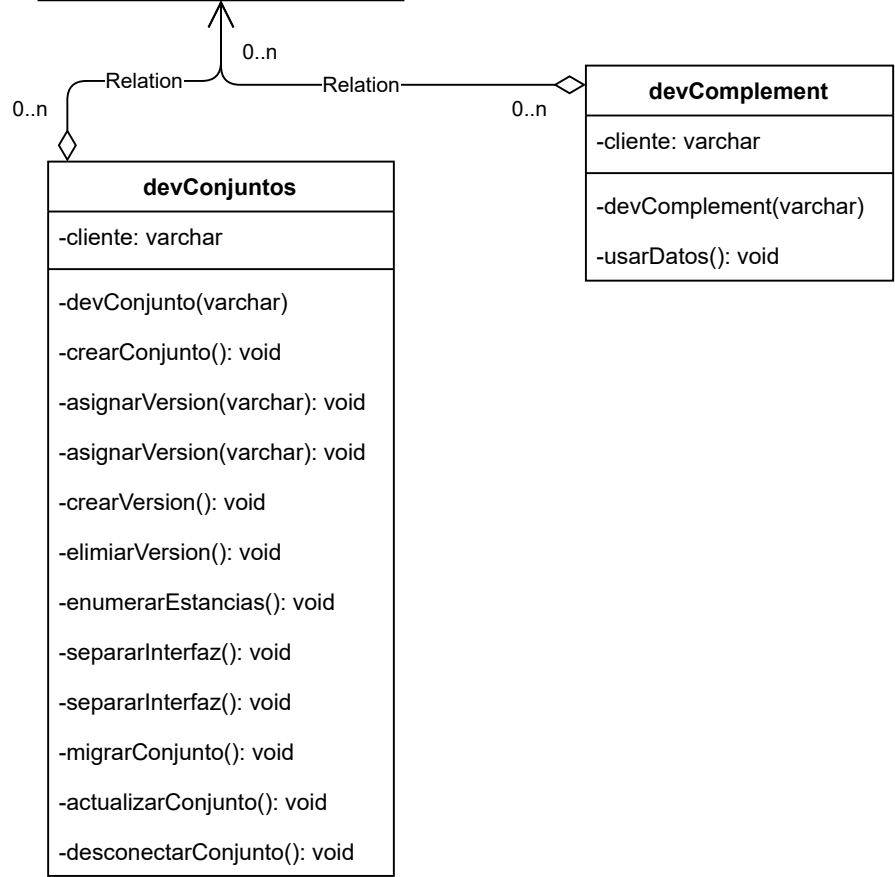 0..n
Relation
Relation
0..n
0..n
devComplement
-cliente: varchar
-devComplement(varchar)
-usarDatos(): void
devConjuntos
-cliente: varchar
-devConjunto(varchar)
-crearConjunto(): void
-asignarVersion(varchar): void
-asignarVersion(varchar): void
-crearVersion(): void
-elimiarVersion(): void
-enumerarEstancias(): void
-separarInterfaz(): void
-separarInterfaz(): void
-migrarConjunto(): void
-actualizarConjunto(): void
-desconectarConjunto(): void